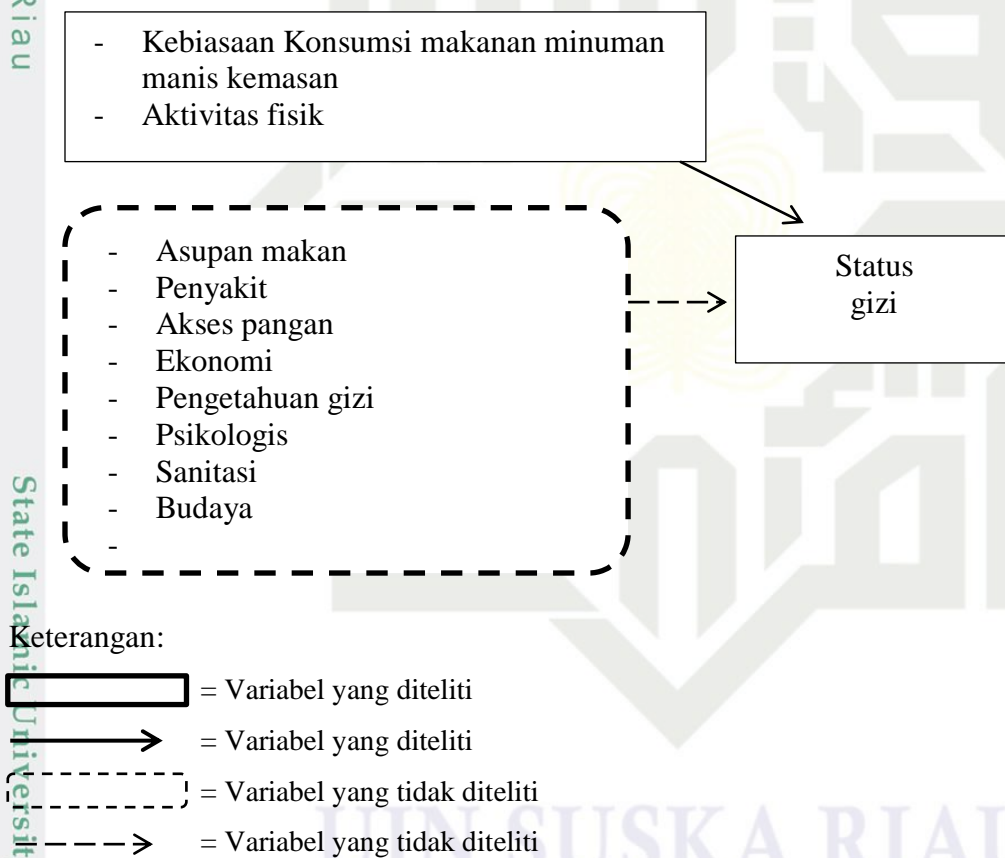 - Kebiasaan Konsumsi makanan minuman
manis kemasan
- Aktivitas fisik
- Asupan makan
- Penyakit
- Akses pangan
- Ekonomi
- Pengetahuan gizi
- Psikologis
- Sanitasi
- Budaya
-
Status
gizi
Keterangan:
= Variabel yang diteliti
= Variabel yang diteliti
= Variabel yang tidak diteliti
= Variabel yang tidak diteliti
Riau
State Islamic Universit
UIN SUSKA RIAU